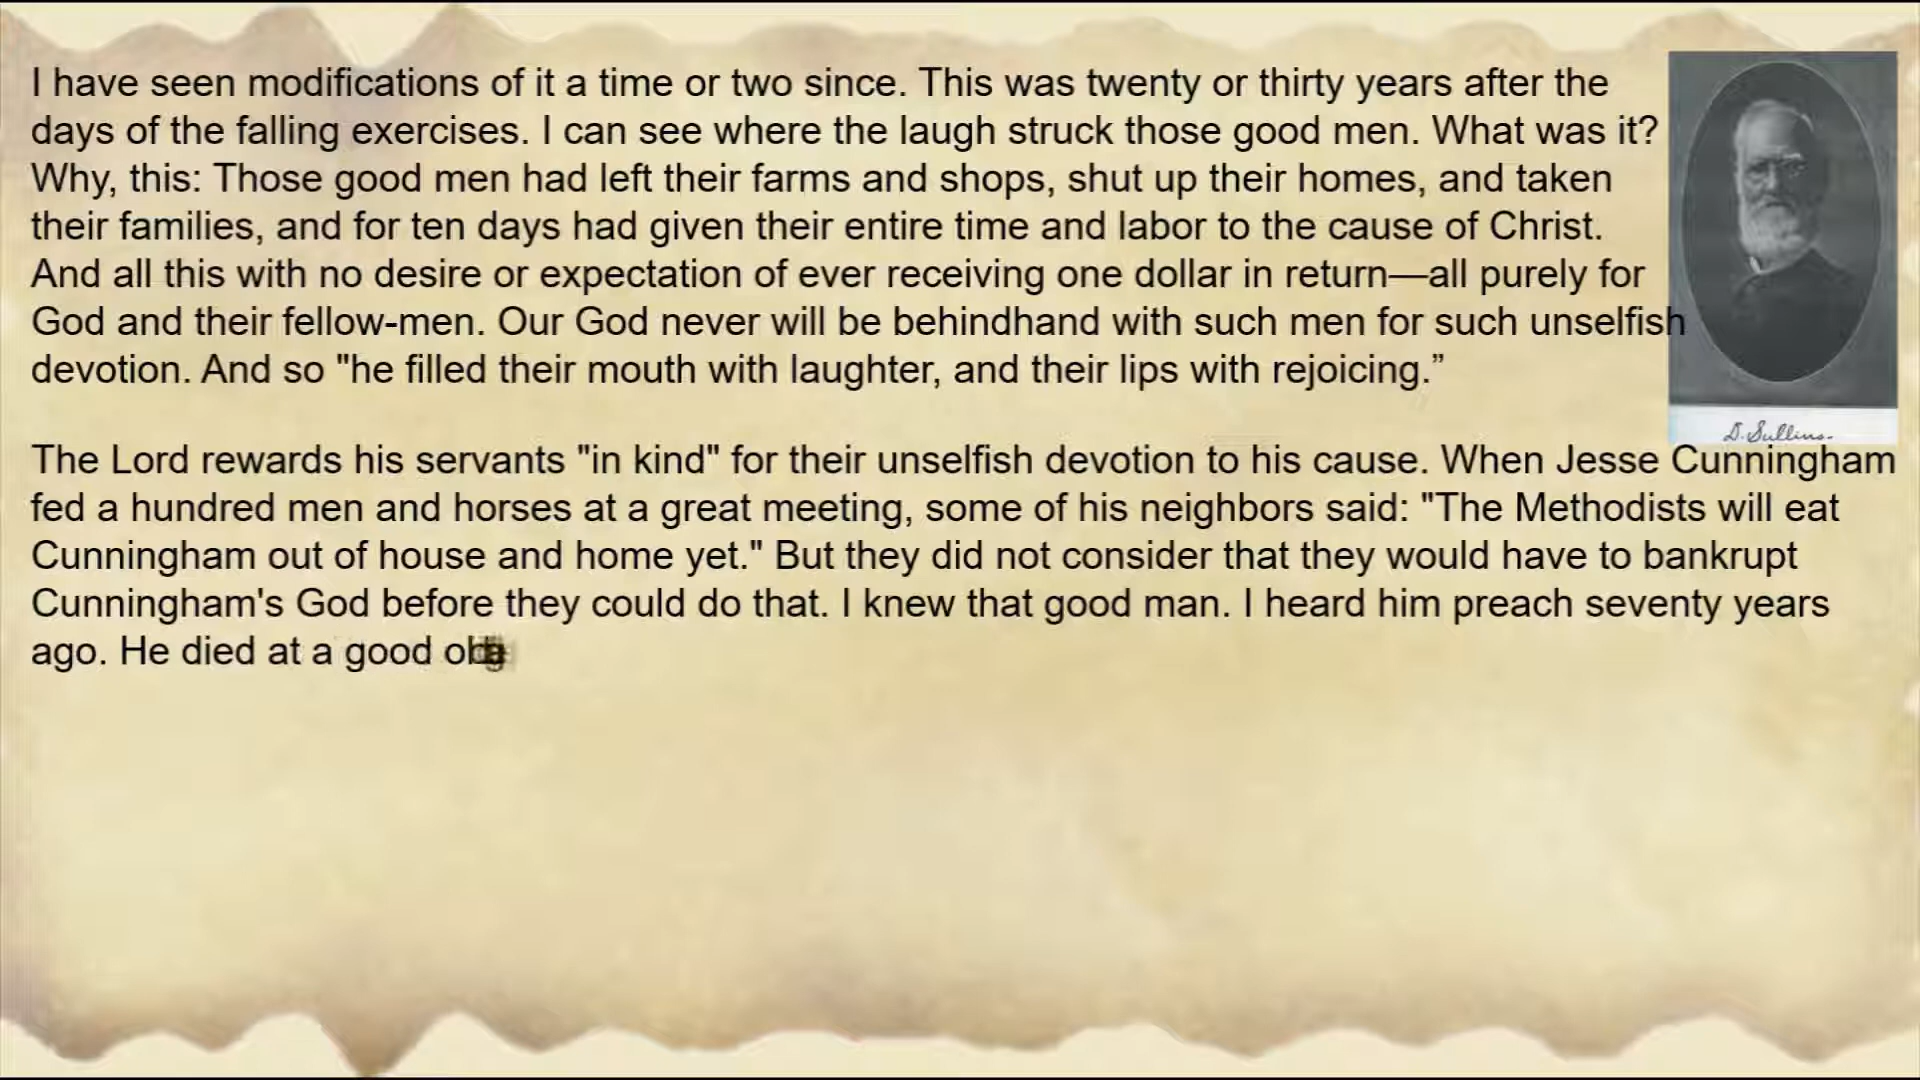 I have seen modifications of it a time or two since. This was twenty or thirty years after the
days of the falling exercises. I can see where the laugh struck those good men. What was it?
Why, this: Those good men had left their farms and shops, shut up their homes, and taken
their families, and for ten days had given their entire time and labor to the cause of Christ.
And all this with no desire or expectation of ever receiving one dollar in return—all purely for
God and their fellow-men. Our God never will be behindhand with such men for such unselfish
devotion. And so "he filled their mouth with laughter, and their lips with rejoicing.”
D. Sullins.
The Lord rewards his servants "in kind" for their unselfish devotion to his cause. When Jesse Cunningham
fed a hundred men and horses at a great meeting, some of his neighbors said: "The Methodists will eat
Cunningham out of house and home yet." But they did not consider that they would have to bankrupt
Cunningham's God before they could do that. I knew that good man. I heard him preach seventy years
ago. He died at a good